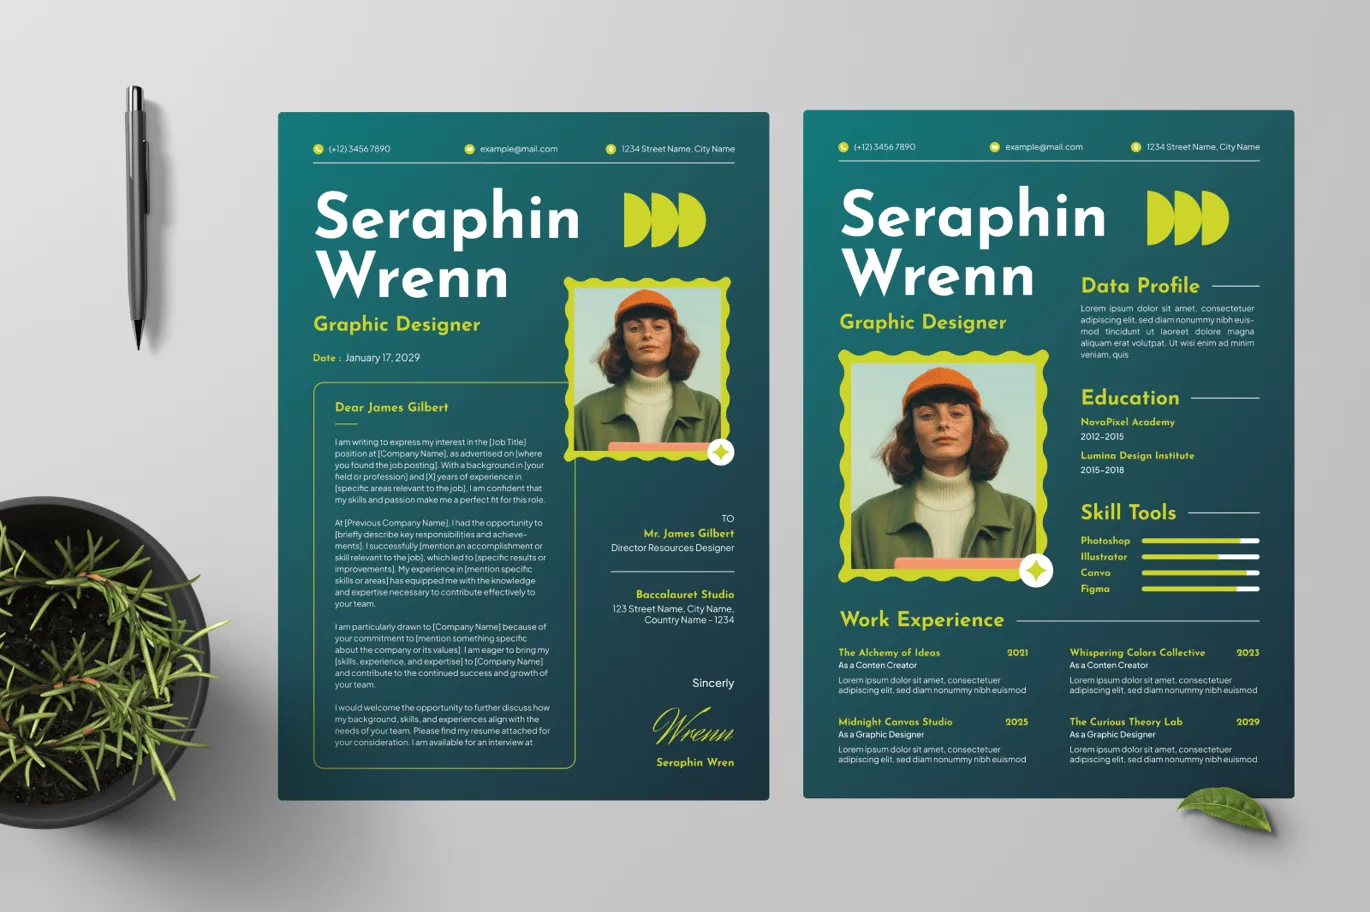 (+12) 3456 7890
example@mail.com
1234 Street Name, City Name
Seraphin
Wrenn
Graphic Designer
Date : January 17, 2029
Dear James Gilbert
I am writing to express my interest in the [Job Title]
position at [Company Name], as advertised on [where
you found the job posting]. With a background in [your
field or profession] and [X] years of experience in
[specific areas relevant to the job], I am confident that
my skills and passion make me a perfect fit for this role.
At [Previous Company Name], I had the opportunity to
[briefly describe key responsibilities and achieve-
ments]. I successfully [mention an accomplishment or
skill relevant to the job], which led to [specific results or
improvements]. My experience in [mention specific
skills or areas] has equipped me with the knowledge
and expertise necessary to contribute effectively to
your team.
I am particularly drawn to [Company Name] because of
your commitment to [mention something specific
about the company or its values]. I am eager to bring my
[skills, experience, and expertise] to [Company Name]
and contribute to the continued success and growth of
your team.
I would welcome the opportunity to further discuss how
my background, skills, and experiences align with the
needs of your team. Please find my resume attached for
your consideration. I am available for an interview at
TO
Mr. James Gilbert
Director Resources Designer
Baccalauret Studio
123 Street Name, City Name,
Country Name - 1234
Sincerly
Wrenn
Seraphin Wren
(+12) 3456 7890
example@mail.com
1234 Street Name, City Name
Seraphin
Wrenn
Graphic Designer
Data Profile
Lorem ipsum dolor sit amet, consectetuer
adipiscing elit, sed diam nonummy nibh euis-
mod tincidunt ut laoreet dolore magna
aliquam erat volutpat. Ut wisi enim ad minim
veniam, quis
Education
NovaPixel Academy
2012-2015
Lumina Design Institute
2015-2018
Skill Tools
Photoshop
Illustrator
Canva
Figma
Work Experience
The Alchemy of Ideas 2021
As a Conten Creator
Lorem ipsum dolor sit amet, consectetuer
adipiscing elit, sed diam nonummy nibh euismod
Whispering Colors Collective 2023
As a Conten Creator
Lorem ipsum dolor sit amet, consectetuer
adipiscing elit, sed diam nonummy nibh euismod
Midnight Canvas Studio 2025
As a Graphic Designer
Lorem ipsum dolor sit amet, consectetuer
adipiscing elit, sed diam nonummy nibh euismod
The Curious Theory Lab 2029
As a Graphic Designer
Lorem ipsum dolor sit amet, consectetuer
adipiscing elit, sed diam nonummy nibh euismod